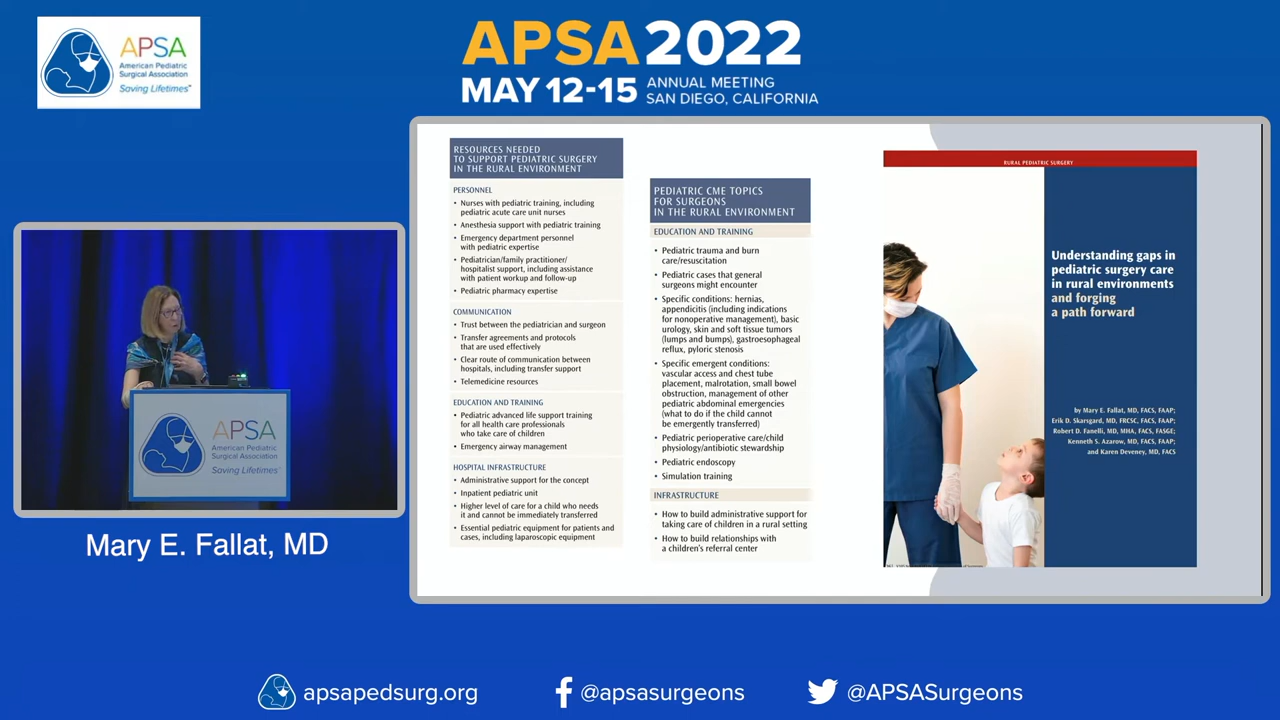 APSA
American Pediatric
Surgical Association
Saving Lifetimes™
APSA 2022
MAY 12-15
ANNUAL MEETING
SAN DIEGO, CALIFORNIA
APSA
American Pediatric
Surgical Association
Saving Lifetimes
Mary E. Fallat, MD
RESOURCES NEEDED
TO SUPPORT PEDIATRIC SURGERY
IN THE RURAL ENVIRONMENT
PERSONNEL
• Nurses with pediatric training, including
pediatric acute care unit nurses
• Anesthesia support with pediatric training
• Emergency department personnel
with pediatric expertise
• Pediatrician/family practitioner/
hospitalist support, including assistance
with patient workup and follow-up
• Pediatric pharmacy expertise
COMMUNICATION
• Trust between the pediatrician and surgeon
• Transfer agreements and protocols
that are used effectively
• Clear route of communication between
hospitals, including transfer support
• Telemedicine resources
EDUCATION AND TRAINING
• Pediatric advanced life support training
for all health care professionals
who take care of children
• Emergency airway management
HOSPITAL INFRASTRUCTURE
• Administrative support for the concept
• Inpatient pediatric unit
• Higher level of care for a child who needs
it and cannot be immediately transferred
• Essential pediatric equipment for patients and
cases, including laparoscopic equipment
PEDIATRIC CME TOPICS
FOR SURGEONS
IN THE RURAL ENVIRONMENT
EDUCATION AND TRAINING
• Pediatric trauma and burn
care/resuscitation
• Pediatric cases that general
surgeons might encounter
• Specific conditions: hernias,
appendicitis (including indications
for nonoperative management), basic
urology, skin and soft tissue tumors
(lumps and bumps), gastroesophageal
reflux, pyloric stenosis
• Specific emergent conditions:
vascular access and chest tube
placement, malrotation, small bowel
obstruction, management of other
pediatric abdominal emergencies
(what to do if the child cannot
be emergently transferred)
• Pediatric perioperative care/child
physiology/antibiotic stewardship
• Pediatric endoscopy
• Simulation training
INFRASTRUCTURE
• How to build administrative support for
taking care of children in a rural setting
• How to build relationships with
a children's referral center
RURAL PEDIATRIC SURGERY
Understanding gaps in
pediatric surgery care
in rural environments
and forging
a path forward
by Mary E. Fallat, MD, FACS, FAAP;
Erik D. Skarsgard, MD, FRCSC, FACS, FAAP;
Robert D. Fanelli, MD, MHA, FACS, FASGE;
Kenneth S. Azarow, MD, FACS, FAAP;
and Karen Deveney, MD, FACS
apsapedsurg.org
@apsasurgeons
@APSASurgeons